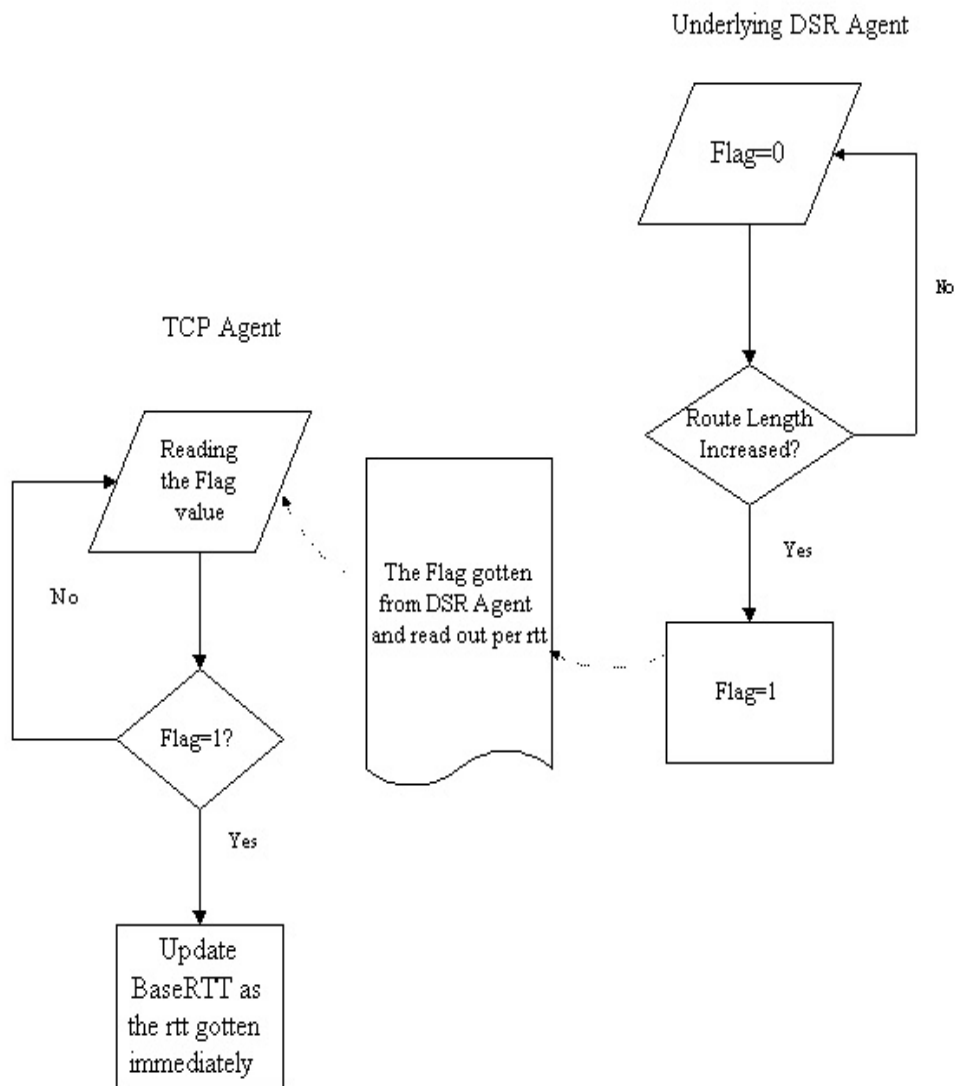 Underlying DSR Agent
Flag=0
No
Route Length
Increased?
Yes
Flag=1
TCP Agent
Reading
the Flag
value
No
Flag=1?
Yes
Update
BaseRTT as
the rtt gotten
immediately
The Flag gotten
from DSR Agent
and read out per rtt